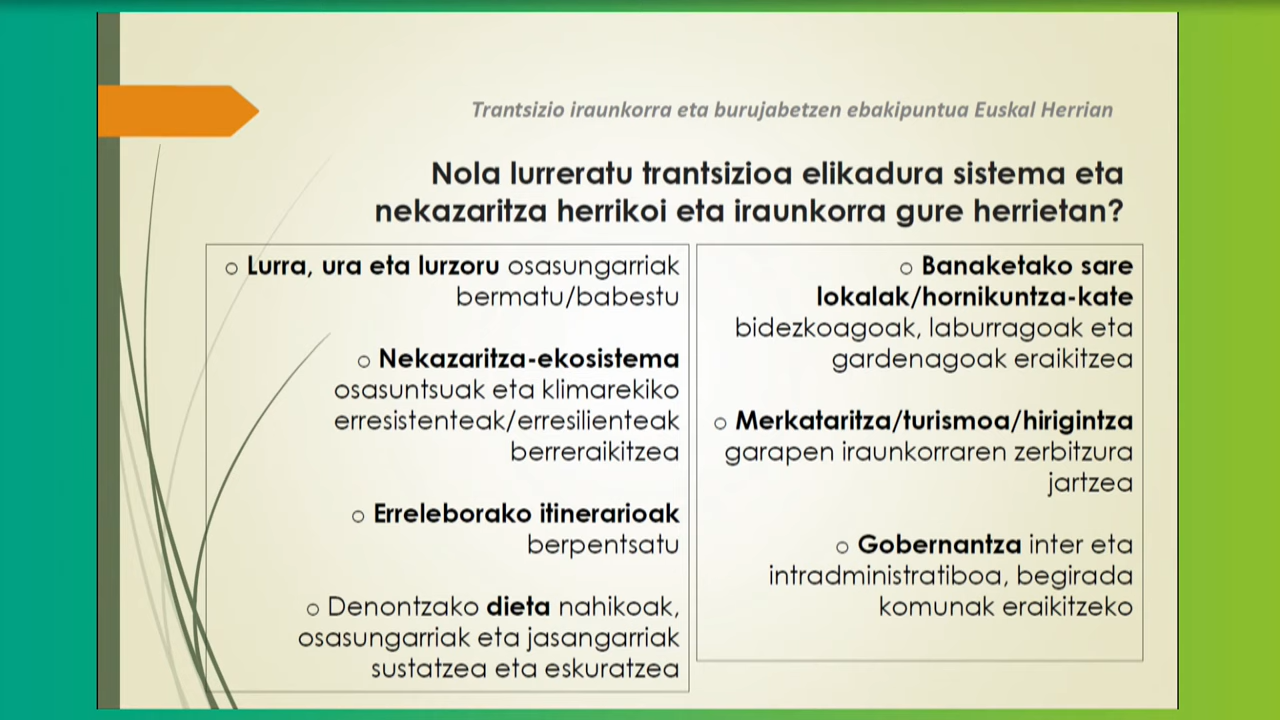 Trantsizio iraunkorra eta burujabetzen ebakipuntua Euskal Herrian
Nola lurreratu trantsizioa elikadura sistema eta
nekazaritza herrikoi eta iraunkorra gure herrietan?
○ Lurra, ura eta lurzoru osasungarriak
bermatu/babestu
○ Nekazaritza-ekosistema
osasuntsuak eta klimarekiko
erresistenteak/erresilienteak
berreraikitzea
○ Erreleborako itinerarioak
berpentsatu
○ Denontzako dieta nahikoak,
osasungarriak eta jasangarriak
sustatzea eta eskuratzea
○ Banaketako sare
lokalak/hornikuntza-kate
bidezkoagoak, laburragoak eta
gardenagoak eraikitzea
○ Merkataritza/turismoa/hirigintza
garapen iraunkorraren zerbitzura
jartzea
○ Gobernantza inter eta
intradministratiboa, begirada
komunak eraikitzeko